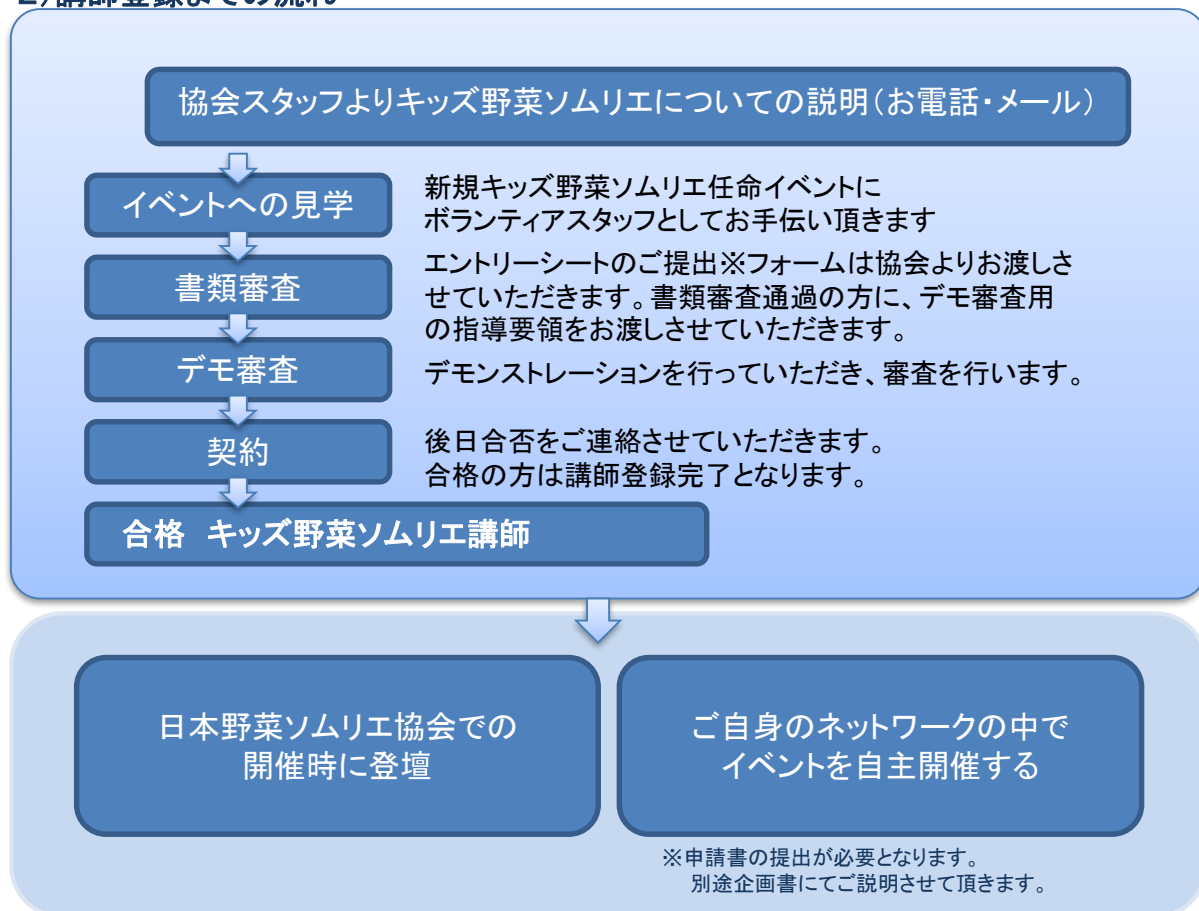 2)講師登録までの流れ
協会スタッフよりキッズ野菜ソムリエについての説明(お電話・メール)
イベントへの見学
新規キッズ野菜ソムリエ任命イベントに
ボランティアスタッフとしてお手伝い頂きます
書類審査
エントリーシートのご提出※フォームは協会よりお渡しさ
せていただきます。書類審査通過の方に、デモ審査用
の指導要領をお渡しさせていただきます。
デモ審査
デモンストレーションを行っていただき、審査を行います。
契約
後日合否をご連絡させていただきます。
合格の方は講師登録完了となります。
合格 キッズ野菜ソムリエ講師
日本野菜ソムリエ協会での
開催時に登壇
ご自身のネットワークの中で
イベントを自主開催する
※申請書の提出が必要となります。
別途企画書にてご説明させて頂きます。